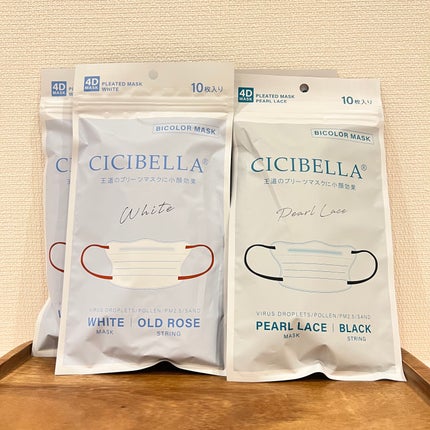 4D
MASK
4D
MASK
PLEATED MASK
WHITE
10枚入り
BICOLOR MASK
CICIBELLA®
王道のプリーツマスクに小顔効果
White
VIRUS DROPLETS/POLLEN/PM2.5/SAND
WHITE | OLD ROSE
MASK STRING
4D
MASK
PLEATED MASK
PEARL LACE
10枚入り
BICOLOR MASK
CICIBELLA®
王道のプリーツマスクに小顔効果
Pearl Lace
VIRUS DROPLETS/POLLEN/PM2.5/SAND
PEARL LACE | BLACK
MASK STRING